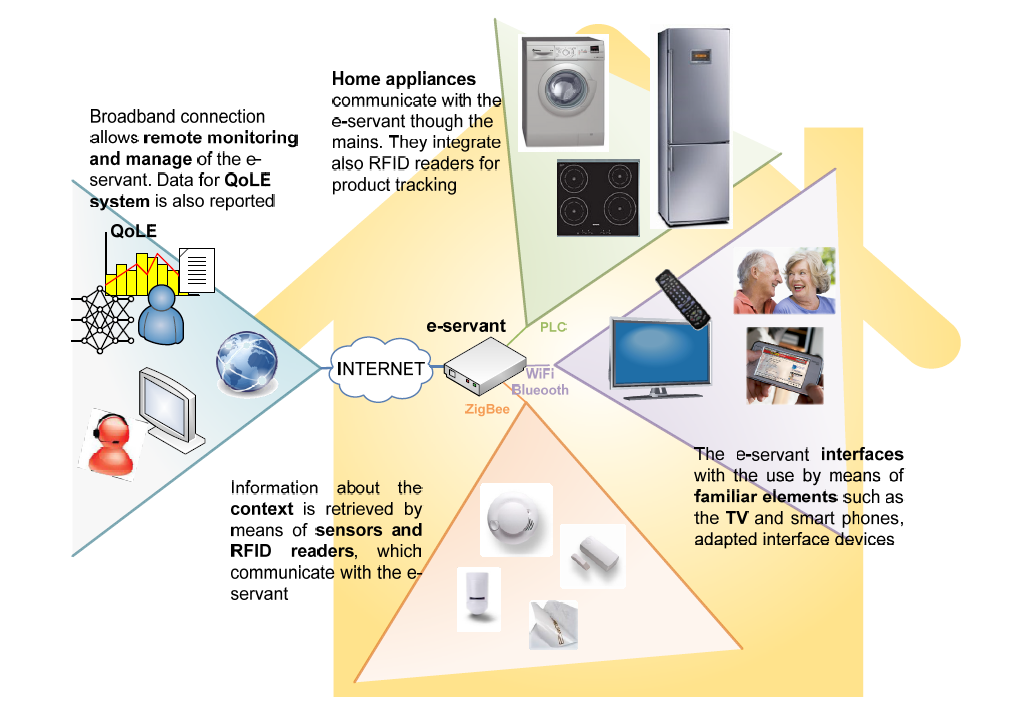 Home appliances
communicate with the
e-servant though the
mains. They integrate
also RFID readers for
product tracking
Broadband connection
allows remote monitoring
and manage of the e-
servant. Data for QoLE
system is also reported
QoLE
e-servant
PLC
INTERNET
WiFi
Blueooth
ZigBee
The e-servant interfaces
with the use by means of
familiar elements such as
the TV and smart phones,
adapted interface devices
Information about the
context is retrieved by
means of sensors and
RFID readers, which
communicate with the e-
servant